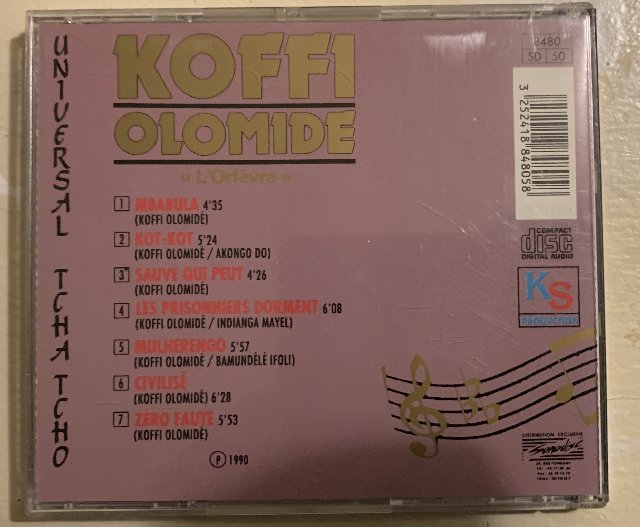 UNIVERSAL TCHA TCHO
KOFFI
OLOMIDE
« L'Orfèvre »
8480
SD 50
3 252418 848058
1 MBABULA 4'35
(KOFFI OLOMIDÉ)
2 KOT-KOT 5'24
(KOFFI OLOMIDÉ / AKONGO DO)
3 SAUVE QUI PEUT 4'26
(KOFFI OLOMIDÉ)
4 LES PRISONNIERS DORMENT 6'08
(KOFFI OLOMIDÉ / INDIANGA MAYEL)
5 MULHERENGO 5'57
(KOFFI OLOMIDÉ / BAMUNDÉLÉ IFOLI)
6 CIVILISÉ
(KOFFI OLOMIDÉ) 6'28
7 ZÉRO FAUTE 5'53
(KOFFI OLOMIDÉ)
Ⓟ 1990
COMPACT
disc
DIGITAL AUDIO
KS
PRODUCTION
DISTRIBUTION EXCLUSIVE
Sonodisc